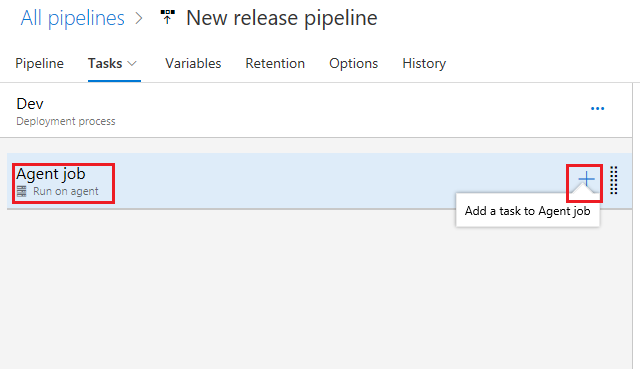 All pipelines > New release pipeline
Pipeline Tasks Variables Retention Options History
Dev
Deployment process
Agent job
Run on agent
Add a task to Agent job